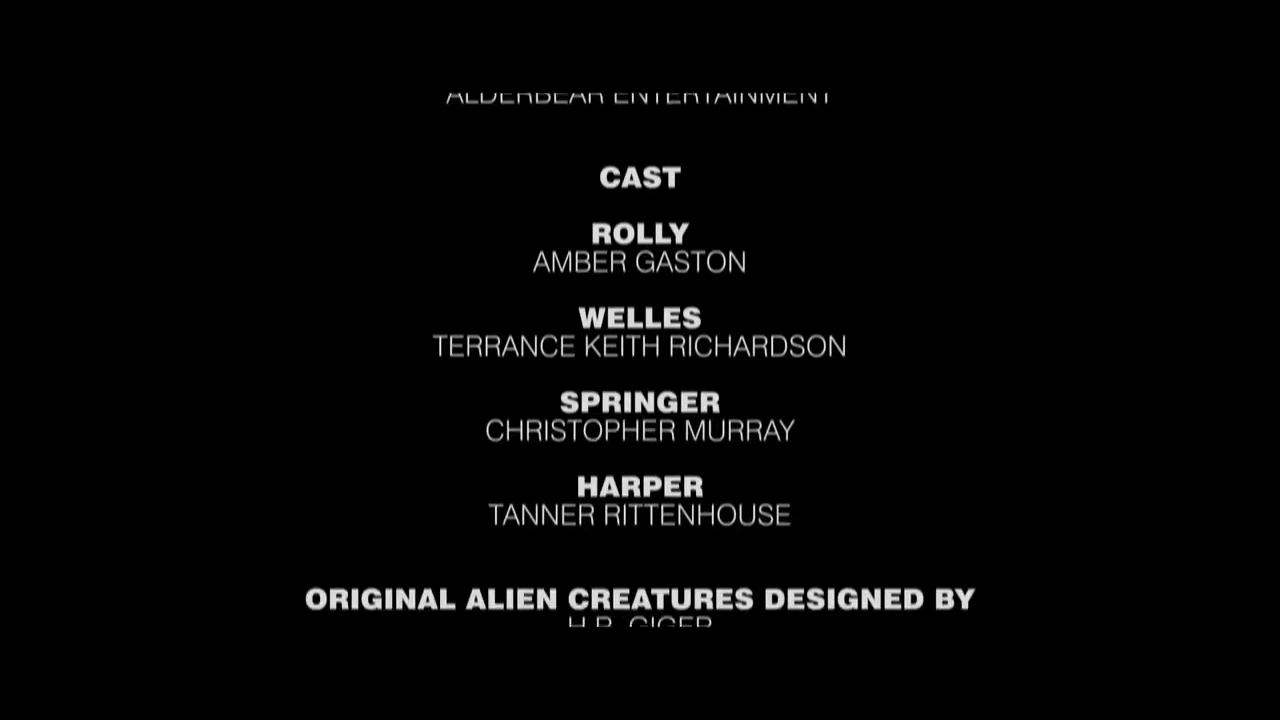 ALDERBEAR ENTERTAINMENT
CAST
ROLLY
AMBER GASTON
WELLES
TERRANCE KEITH RICHARDSON
SPRINGER
CHRISTOPHER MURRAY
HARPER
TANNER RITTENHOUSE
ORIGINAL ALIEN CREATURES DESIGNED BY
H.R. GIGER